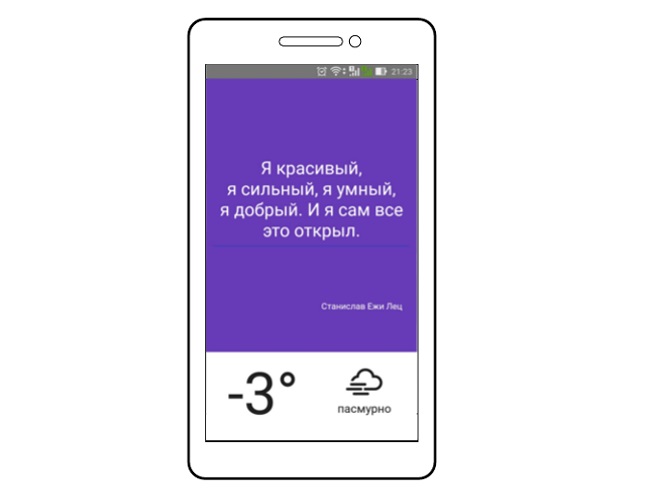 21:23
Я красивый,
я сильный, я умный,
я добрый. И я сам все
это открыл.
Станислав Ежи Лец
-3°
пасмурно